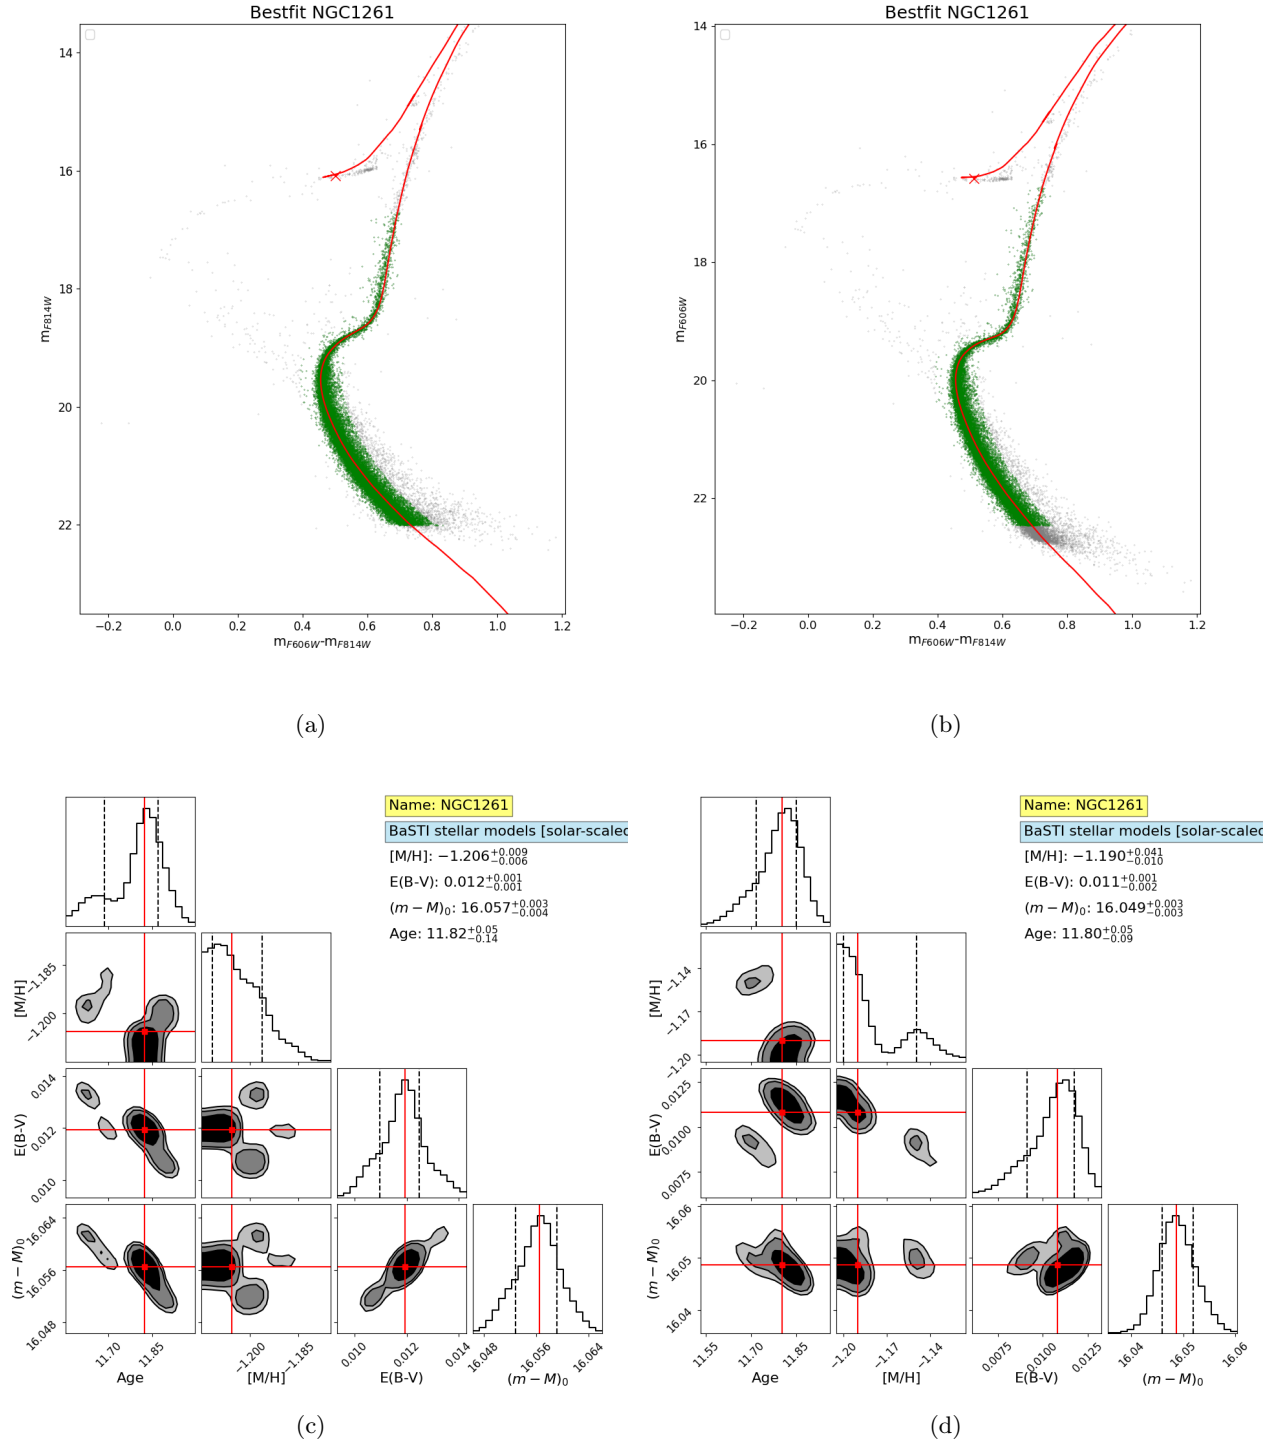 Bestfit NGC1261
14
16
18
20
22
m_F814W
−0.2 0.0 0.2 0.4 0.6 0.8 1.0 1.2
m_F606W-m_F814W
(a)
Bestfit NGC1261
14
16
18
20
22
m_F606W
−0.2 0.0 0.2 0.4 0.6 0.8 1.0 1.2
m_F606W-m_F814W
(b)
Name: NGC1261
BaSTI stellar models [solar-scaled
[M/H]: −1.206 +0.009 −0.006
E(B-V): 0.012 +0.001 −0.001
(m − M)₀: 16.057 +0.003 −0.004
Age: 11.82 +0.05 −0.14
[M/H]
−1.185
−1.200
E(B-V)
0.014
0.012
0.010
(m − M)₀
16.064
16.056
16.048
11.70 11.85
−1.200 −1.185
0.010 0.012 0.014
16.048 16.056 16.064
Age [M/H] E(B-V) (m − M)₀
(c)
Name: NGC1261
BaSTI stellar models [solar-scaled
[M/H]: −1.190 +0.041 −0.010
E(B-V): 0.011 +0.001 −0.002
(m − M)₀: 16.049 +0.003 −0.003
Age: 11.80 +0.05 −0.09
[M/H]
−1.14
−1.17
−1.20
E(B-V)
0.0125
0.0100
0.0075
(m − M)₀
16.06
16.05
16.04
11.55 11.70 11.85
−1.20 −1.17 −1.14
0.0075 0.0100 0.0125
16.04 16.05 16.06
Age [M/H] E(B-V) (m − M)₀
(d)